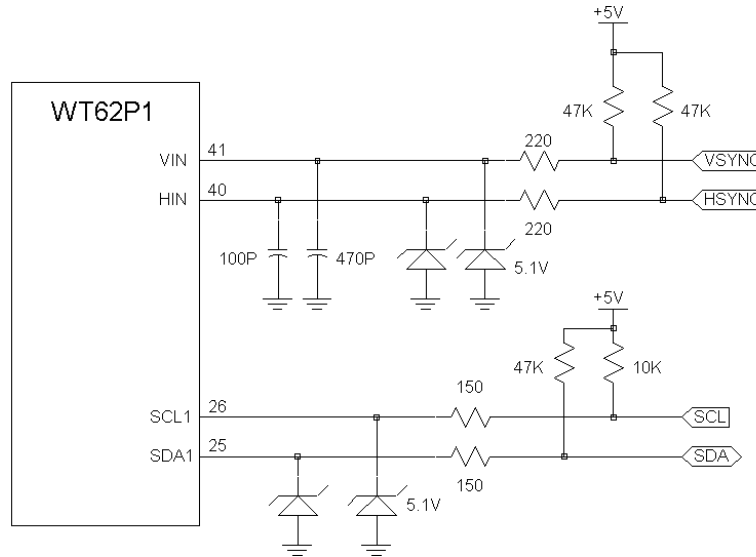 +5V
WT62P1
47K
47K
VIN
41
220
VSYNC
HIN
40
HSYNC
220
100P
470P
5.1V
+5V
47K
10K
150
SCL1
26
SCL
SDA1
25
SDA
150
5.1V